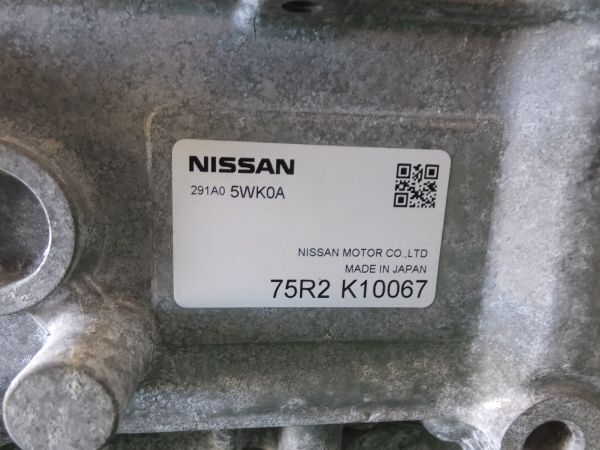 NISSAN
291A0 5WK0A
NISSAN MOTOR CO.,LTD
MADE IN JAPAN
75R2 K10067